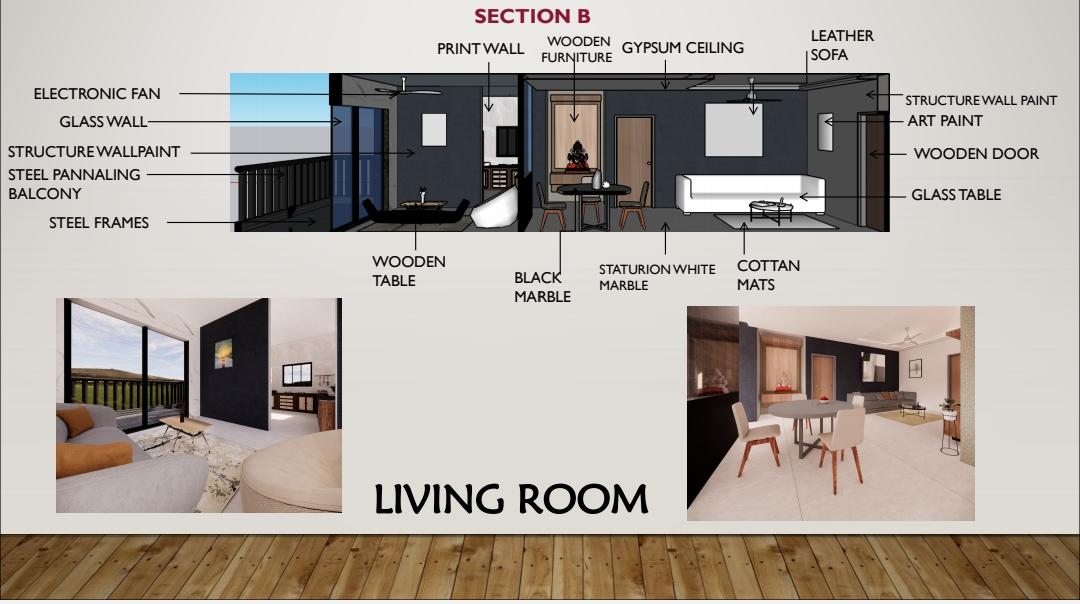 SECTION B
PRINT WALL
WOODEN
FURNITURE
GYPSUM CEILING
LEATHER
SOFA
ELECTRONIC FAN
GLASS WALL
STRUCTURE WALLPAINT
STEEL PANNALING
BALCONY
STEEL FRAMES
STRUCTURE WALL PAINT
ART PAINT
WOODEN DOOR
GLASS TABLE
WOODEN
TABLE
BLACK
MARBLE
STATURION WHITE
MARBLE
COTTAN
MATS
LIVING ROOM